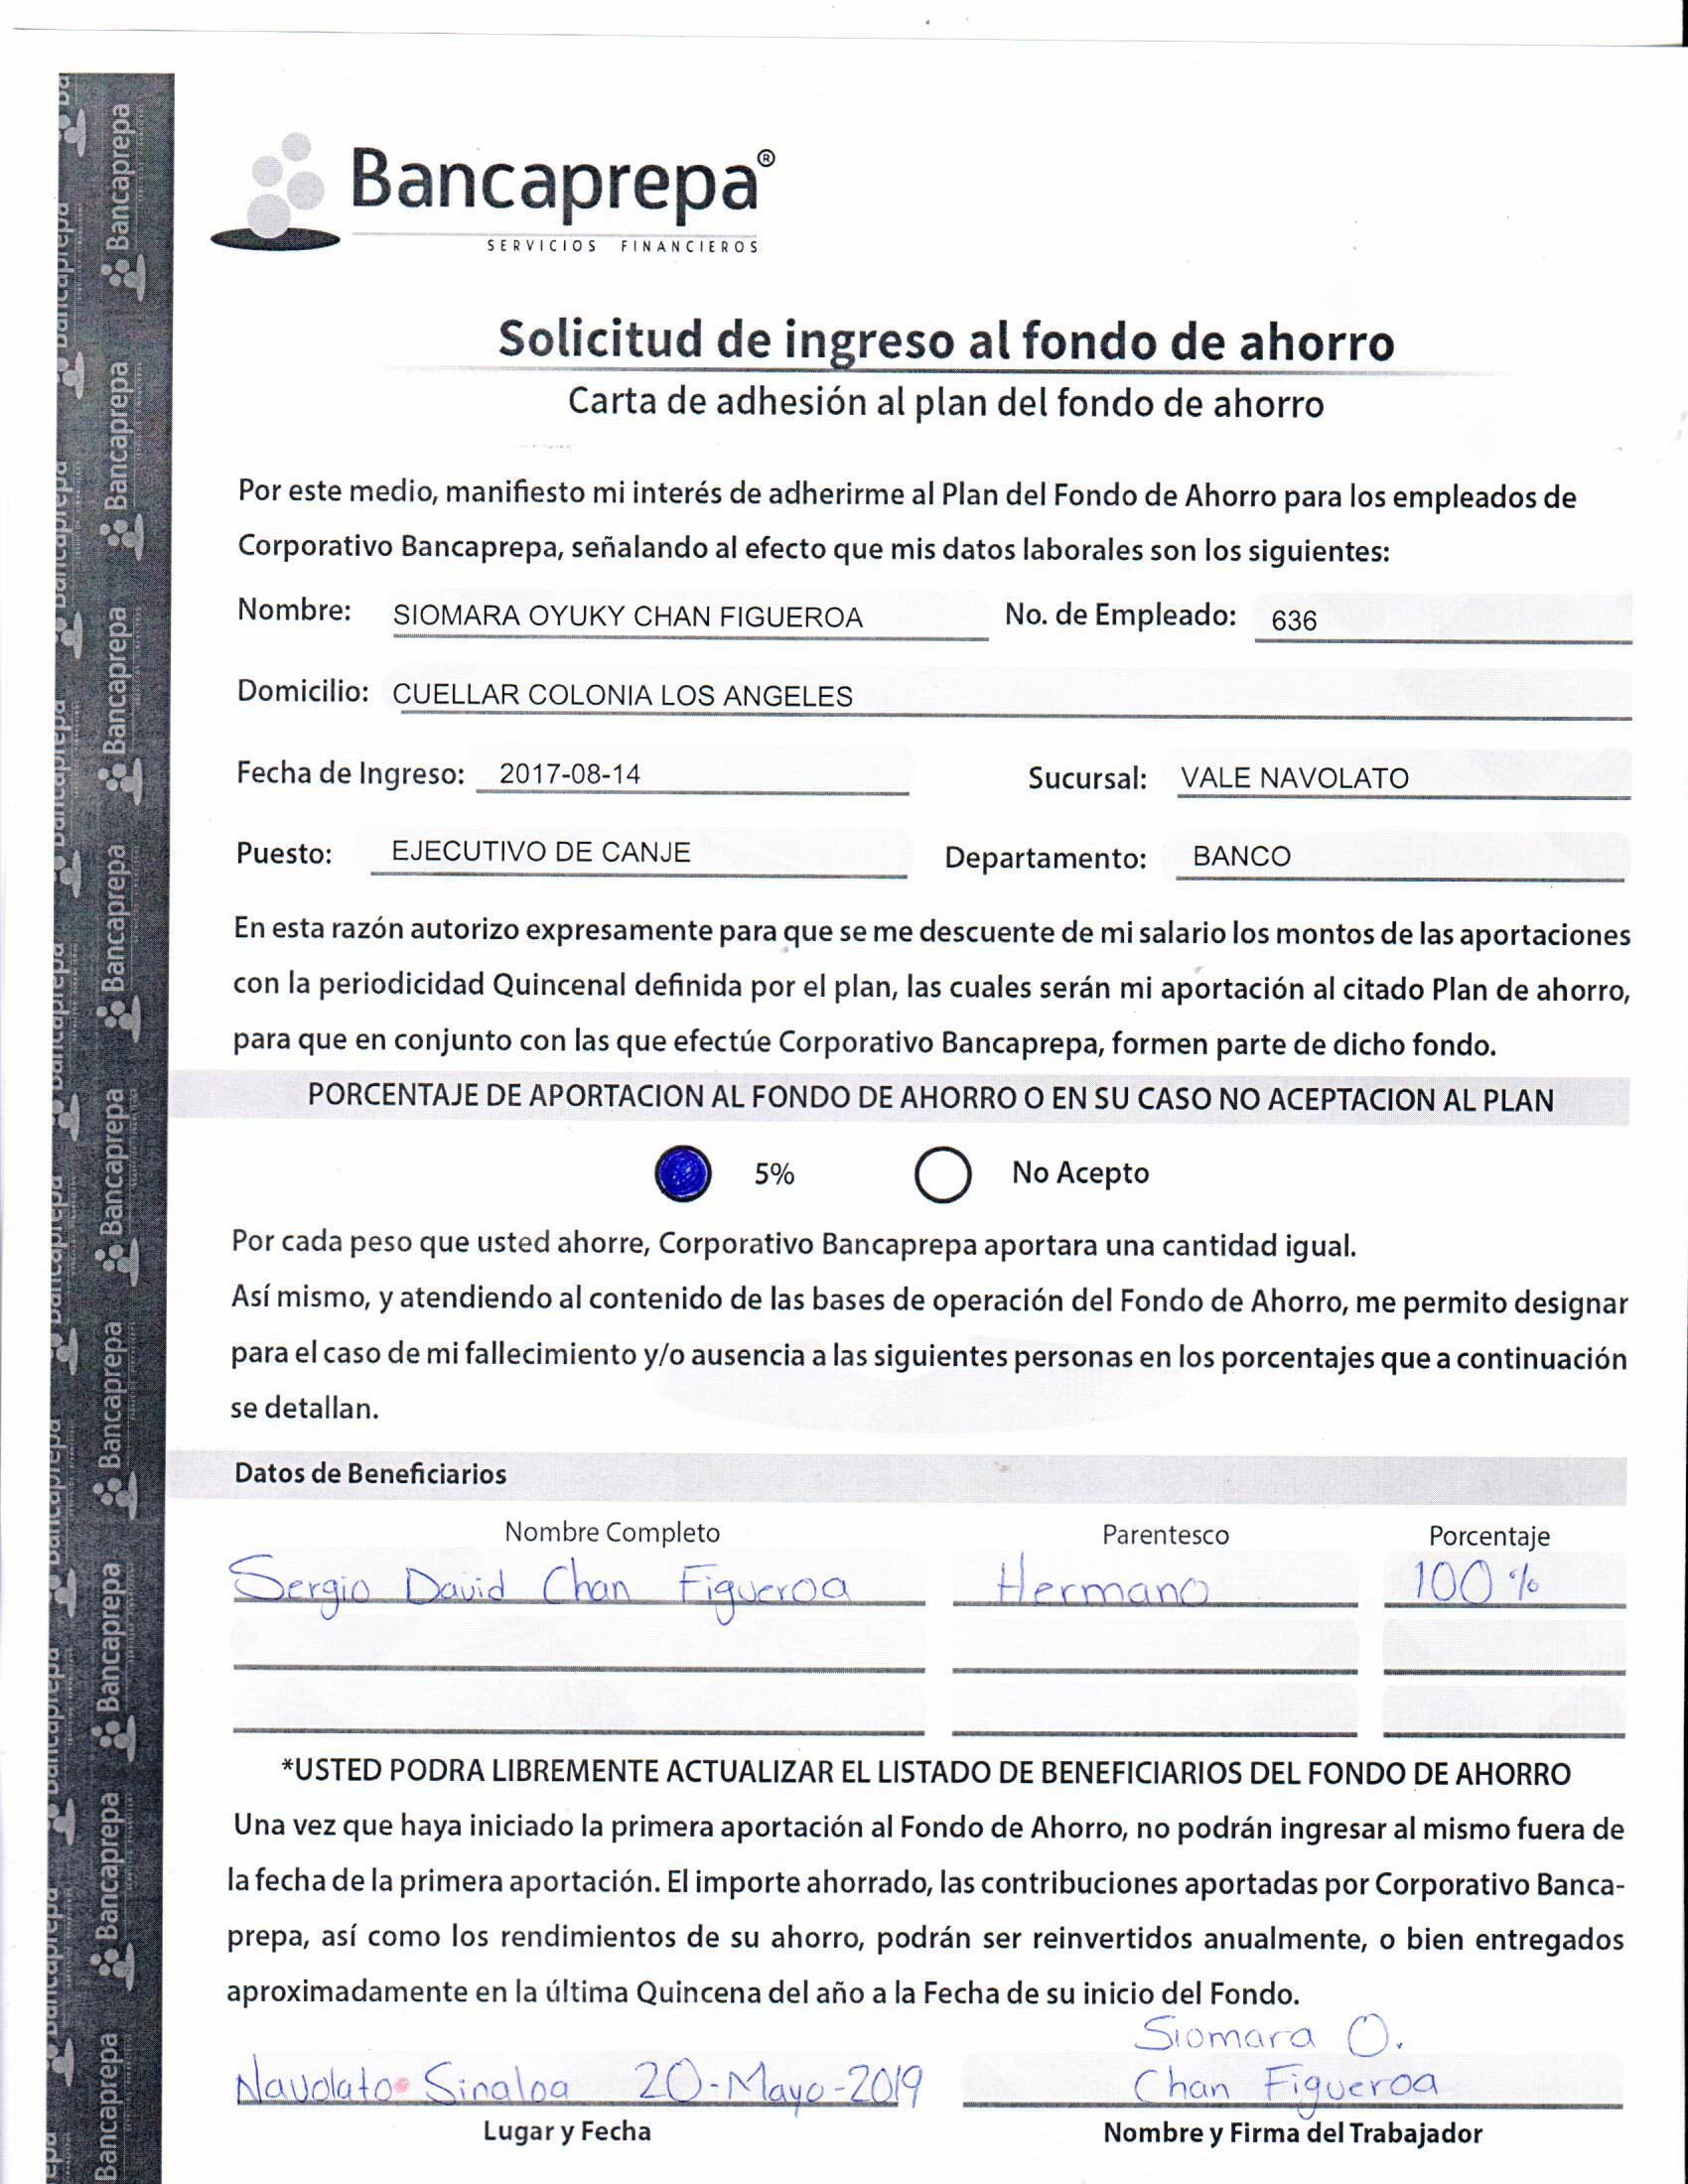 Bancaprepa®
SERVICIOS FINANCIEROS
Solicitud de ingreso al fondo de ahorro
Carta de adhesión al plan del fondo de ahorro
Por este medio, manifiesto mi interés de adherirme al Plan del Fondo de Ahorro para los empleados de
Corporativo Bancaprepa, señalando al efecto que mis datos laborales son los siguientes:
Nombre: SIOMARA OYUKY CHAN FIGUEROA No. de Empleado: 636
Domicilio: CUELLAR COLONIA LOS ANGELES
Fecha de Ingreso: 2017-08-14 Sucursal: VALE NAVOLATO
Puesto: EJECUTIVO DE CANJE Departamento: BANCO
En esta razón autorizo expresamente para que se me descuente de mi salario los montos de las aportaciones
con la periodicidad Quincenal definida por el plan, las cuales serán mi aportación al citado Plan de ahorro,
para que en conjunto con las que efectúe Corporativo Bancaprepa, formen parte de dicho fondo.
PORCENTAJE DE APORTACION AL FONDO DE AHORRO O EN SU CASO NO ACEPTACION AL PLAN
5% No Acepto
Por cada peso que usted ahorre, Corporativo Bancaprepa aportara una cantidad igual.
Así mismo, y atendiendo al contenido de las bases de operación del Fondo de Ahorro, me permito designar
para el caso de mi fallecimiento y/o ausencia a las siguientes personas en los porcentajes que a continuación
se detallan.
Datos de Beneficiarios
Nombre Completo Parentesco Porcentaje
Sergio David Chan Figueroa Hermano 100 %
*USTED PODRA LIBREMENTE ACTUALIZAR EL LISTADO DE BENEFICIARIOS DEL FONDO DE AHORRO
Una vez que haya iniciado la primera aportación al Fondo de Ahorro, no podrán ingresar al mismo fuera de
la fecha de la primera aportación. El importe ahorrado, las contribuciones aportadas por Corporativo Banca-
prepa, así como los rendimientos de su ahorro, podrán ser reinvertidos anualmente, o bien entregados
aproximadamente en la última Quincena del año a la Fecha de su inicio del Fondo.
Siomara O.
Navolato Sinaloa 20-Mayo-2019 Chan Figueroa
Lugar y Fecha Nombre y Firma del Trabajador